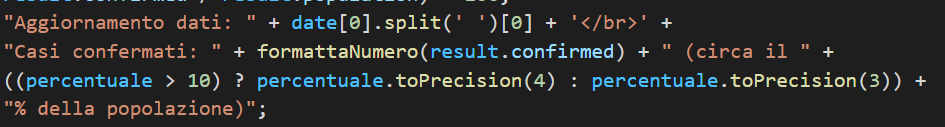 "Aggiornamento dati: " + date[0].split(' ')[0] + '</br>' +
"Casi confermati: " + formattaNumero(result.confirmed) + " (circa il " +
((percentuale > 10) ? percentuale.toPrecision(4) : percentuale.toPrecision(3)) +
"% della popolazione)";